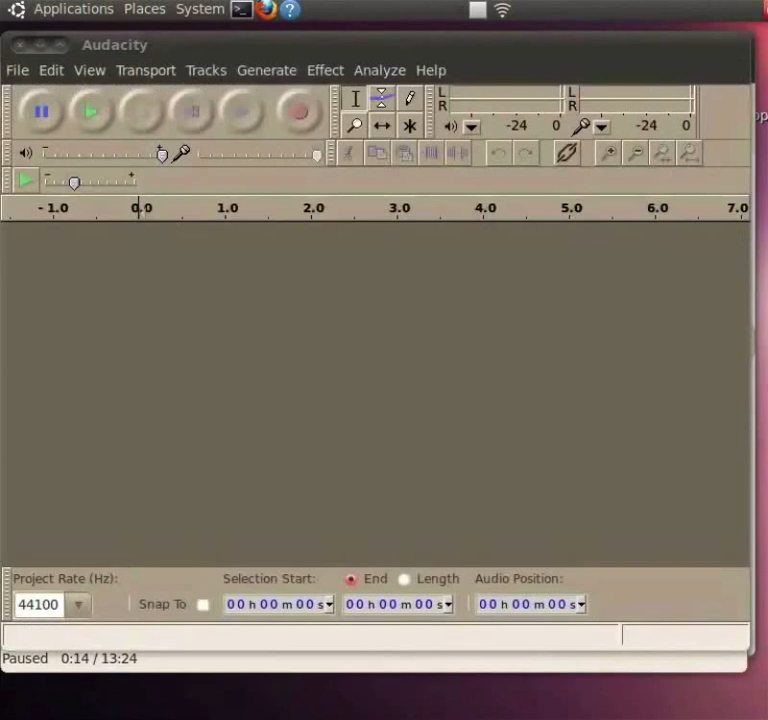 Applications Places System
Audacity
File Edit View Transport Tracks Generate Effect Analyze Help
L L
R R
-24 0 -24 0
- 1.0 0.0 1.0 2.0 3.0 4.0 5.0 6.0 7.0
Project Rate (Hz): Selection Start: End Length Audio Position:
44100 Snap To 00 h 00 m 00 s 00 h 00 m 00 s 00 h 00 m 00 s
Paused 0:14 / 13:24